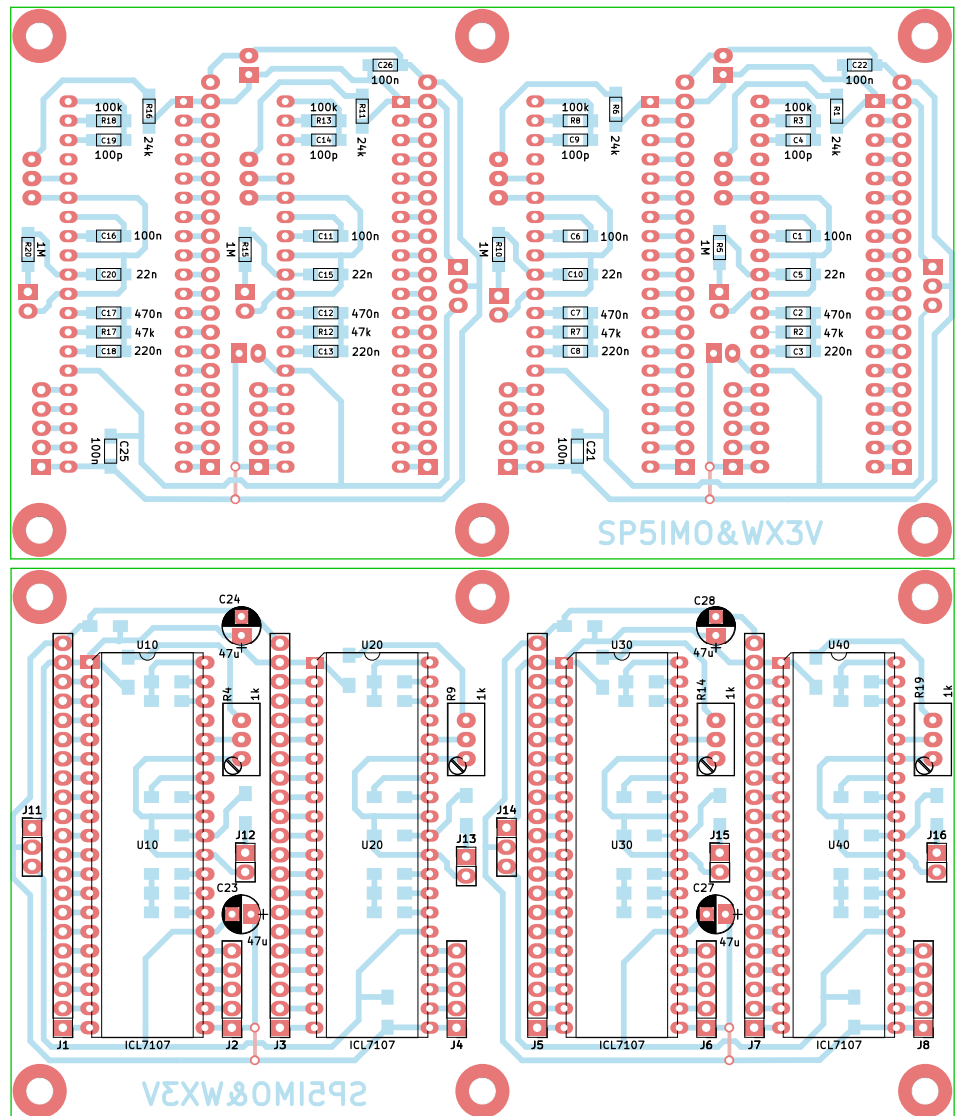 C26
100n
C22
100n
100k
R16
R18
C19
100p
24k
100k
R11
R13
C14
100p
24k
100k
R6
R8
C9
100p
24k
100k
R1
R3
C4
100p
24k
1M
R20
C16
100n
C20
22n
1M
R15
C11
100n
C15
22n
1M
R10
C6
100n
C10
22n
1M
R5
C1
100n
C5
22n
C17
470n
R17
47k
C18
220n
C12
470n
R12
47k
C13
220n
C7
470n
R7
47k
C8
220n
C2
470n
R2
47k
C3
220n
100n
C25
100n
C21
SP5IMO&WX3V
C24
47u
+
C28
47u
+
U10
U20
U30
U40
R4
1k
R9
1k
R14
1k
R19
1k
J11
J12
J13
J14
J15
J16
U10
U20
U30
U40
C23
+
47u
C27
+
47u
J1
ICL7107
J2
J3
ICL7107
J4
J5
ICL7107
J6
J7
ICL7107
J8
SP5IMO&WX3V